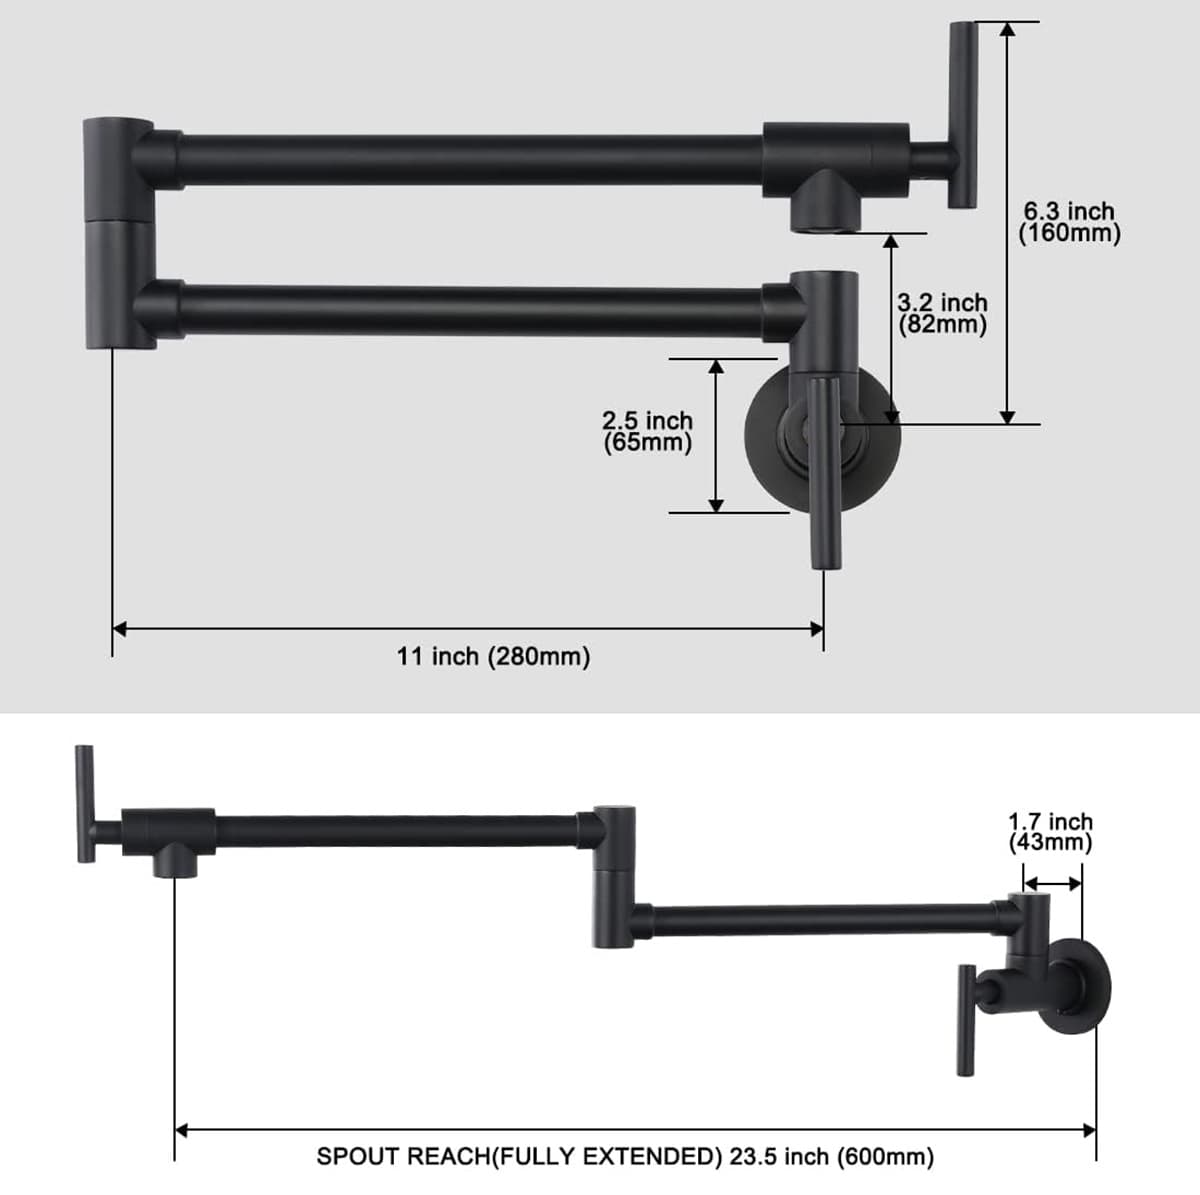 6.3 inch
(160mm)
3.2 inch
(82mm)
2.5 inch
(65mm)
11 inch (280mm)
1.7 inch
(43mm)
SPOUT REACH(FULLY EXTENDED) 23.5 inch (600mm)